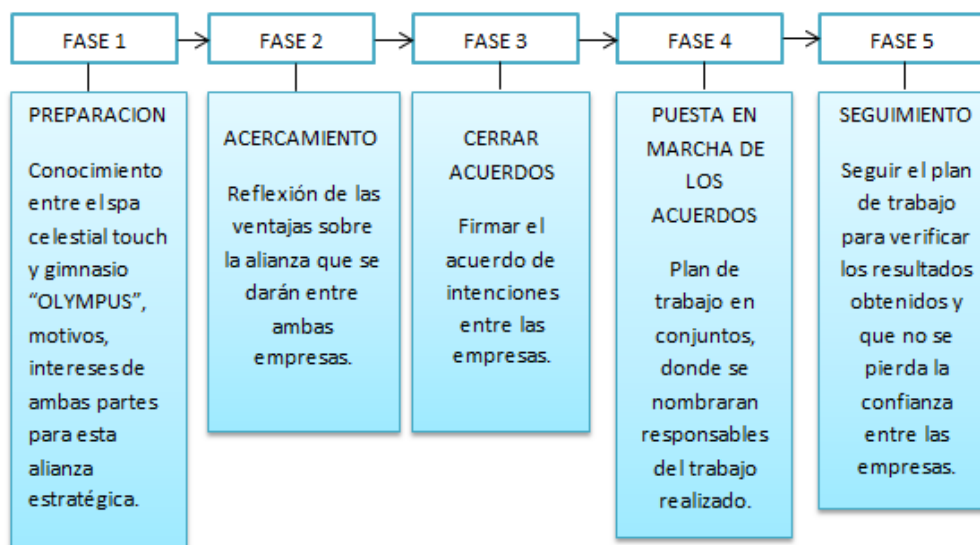 FASE 1
FASE 2
FASE 3
FASE 4
FASE 5
PREPARACION
Conocimiento
entre el spa
celestial touch
y gimnasio
“OLYMPUS”,
motivos,
intereses de
ambas partes
para esta
alianza
estratégica.
ACERCAMIENTO
Reflexión de las
ventajas sobre
la alianza que se
darán entre
ambas
empresas.
CERRAR
ACUERDOS
Firmar el
acuerdo de
intenciones
entre las
empresas.
PUESTA EN
MARCHA DE
LOS
ACUERDOS
Plan de
trabajo en
conjuntos,
donde se
nombraran
responsables
del trabajo
realizado.
SEGUIMIENTO
Seguir el plan
de trabajo
para verificar
los resultados
obtenidos y
que no se
pierda la
confianza
entre las
empresas.